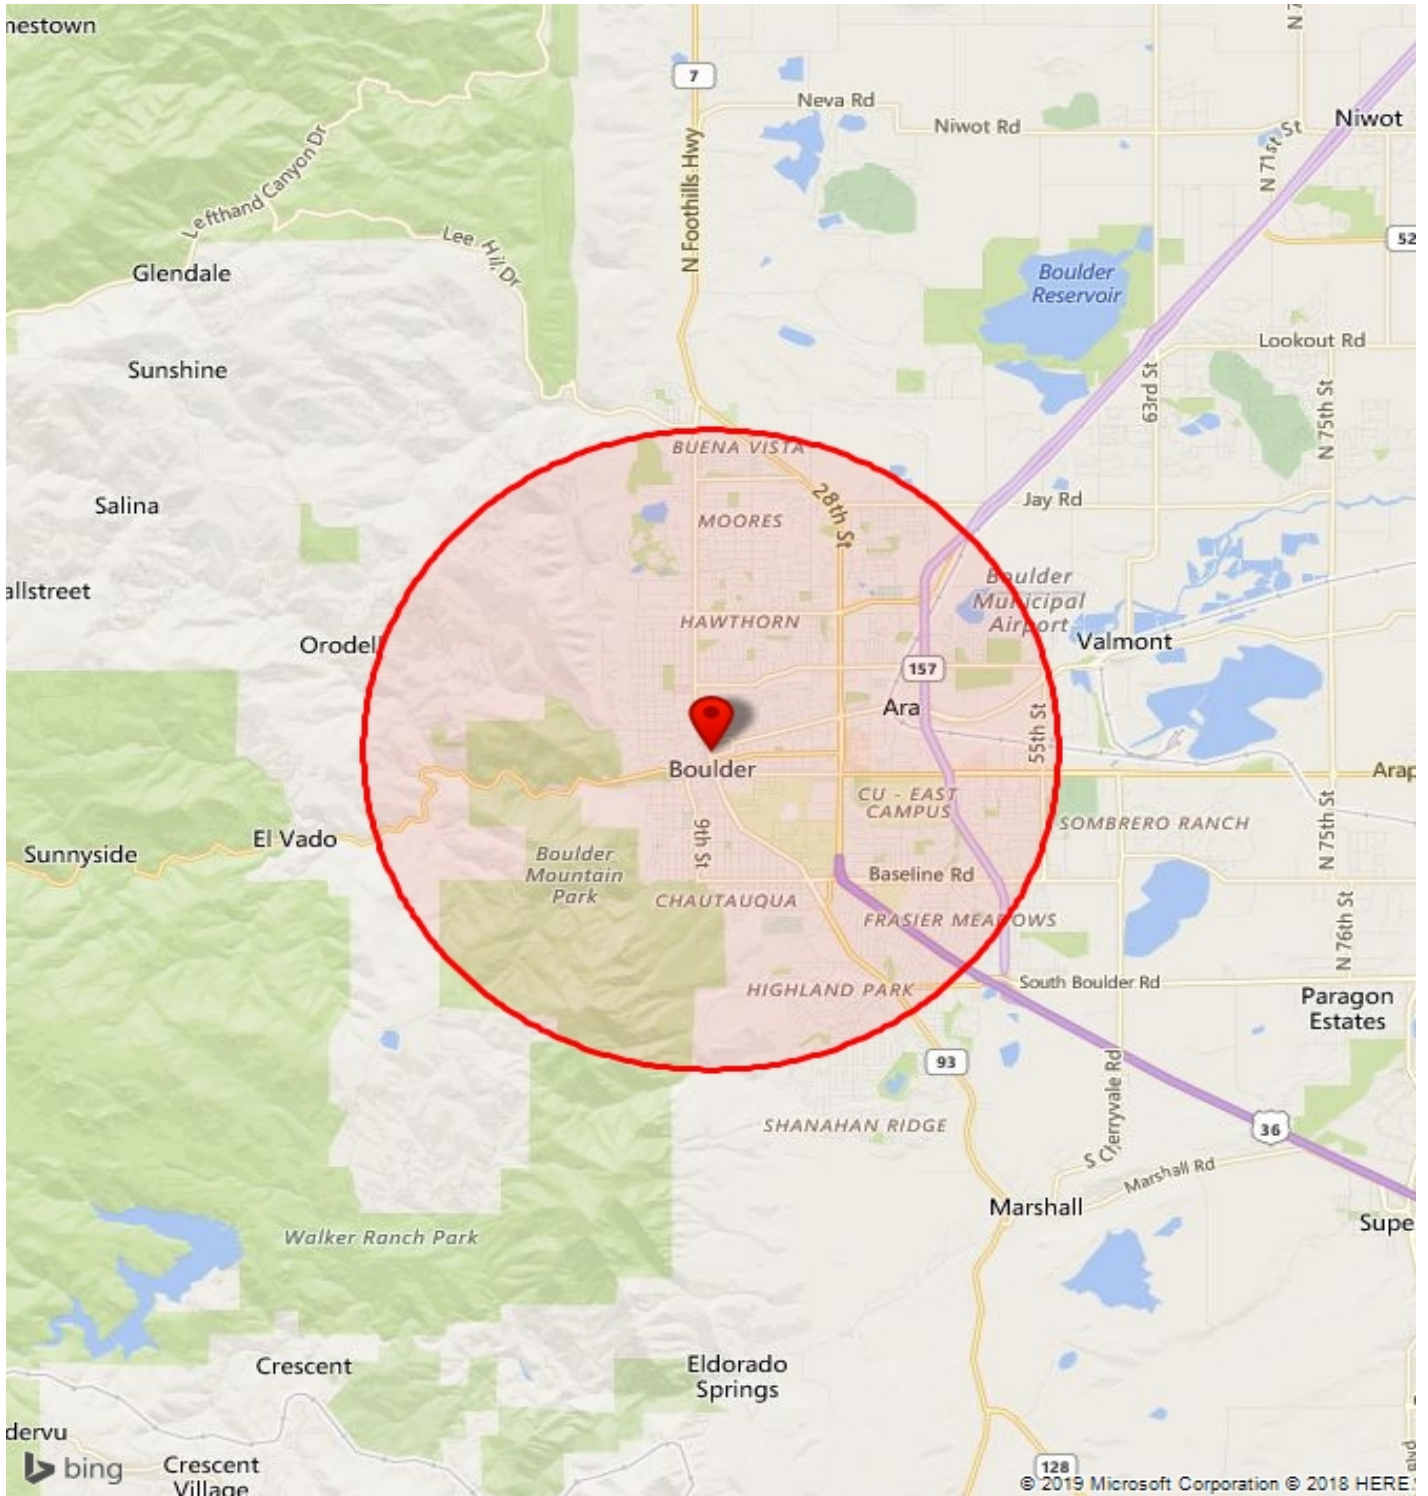 nestown
7
Neva Rd
Niwot Rd
Niwot
N 71st St
N 7
Lefthand Canyon Dr
N Foothills Hwy
Lee Hill Dr
52
Glendale
Boulder
Reservoir
Lookout Rd
Sunshine
63rd St
N 75th St
BUENA VISTA
Salina
28th St
Jay Rd
MOORES
allstreet
Boulder
Municipal
Airport
HAWTHORN
Orodell
Valmont
157
Ara
55th St
Boulder
Arap
CU - EAST
CAMPUS
9th St
SOMBRERO RANCH
N 75th St
El Vado
Sunnyside
Boulder
Mountain
Park
Baseline Rd
CHAUTAUQUA
FRASIER MEADOWS
N 76th St
HIGHLAND PARK
South Boulder Rd
Paragon
Estates
93
S Cherryvale Rd
SHANAHAN RIDGE
36
Marshall Rd
Marshall
Supe
Walker Ranch Park
Crescent
Eldorado
Springs
dervu
bing
Crescent
Village
128
Blvd
© 2019 Microsoft Corporation © 2018 HERE